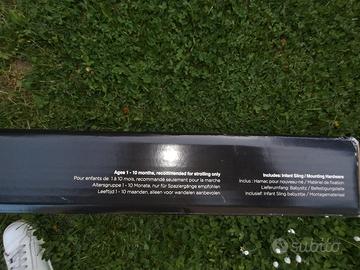 Ages 1 - 10 months, recommended for strolling only
Pour enfants de 1 à 10 mois, recommandé seulement pour la marche
Altersgruppe 1 - 10 Monate, nur für Spaziergänge empfohlen
Leeftijd 1 - 10 maanden, alleen voor wandelen aanbevolen
Includes: Infant Sling / Mounting Hardware
Inclus : Hamac pour nouveau-né / Matériel de fixation
Lieferumfang: Babysitz / Befestigungsteile
Inclusief: Infant Sling babyzitje / Montagemateriaal
subito